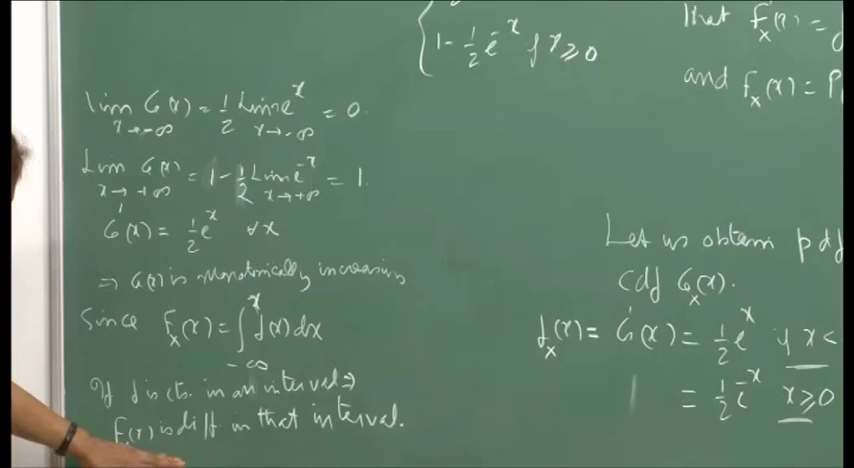 1 - 1/2 e^-x if x ≥ 0
lim G(x) = 1/2 Lim e^x = 0.
x→-∞ x→-∞
Lim G(x) = 1 - 1/2 Lim e^-x = 1.
x→+∞ x→+∞
G'(x) = 1/2 e^x ∀x
⇒ G(x) is Monotonically increasing
Since F_x(x) = ∫_{-∞}^{x} f(x) dx
If f is cts. in an interval ⇒
F_x(x) is diff in that interval.
that F_x'(x) =
and f_x(x) =
Let us obtain pdf
cdf G_x(x).
f_x(x) = G'(x) = 1/2 e^x if x <
= 1/2 e^-x x ≥ 0